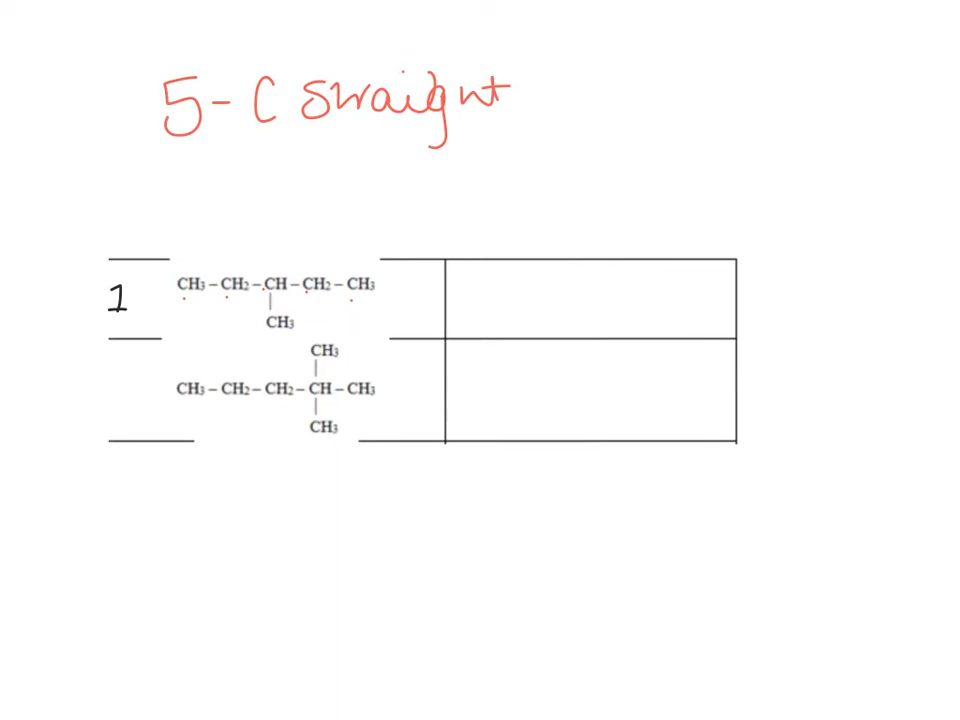 5- C straight
CH3 – CH2 – CH – CH2 – CH3
1
|
CH3
CH3
|
CH3 – CH2 – CH2 – CH – CH3
|
CH3